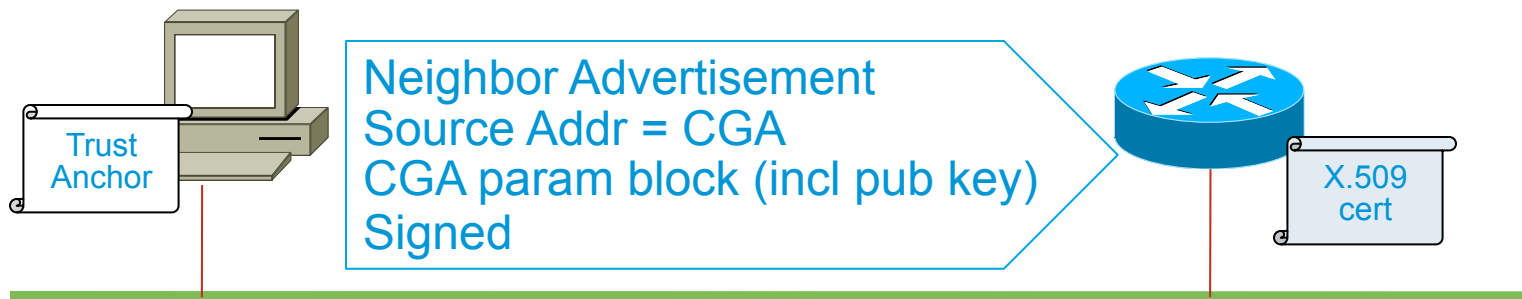 Trust
Anchor
Neighbor Advertisement
Source Addr = CGA
CGA param block (incl pub key)
Signed
X.509
cert